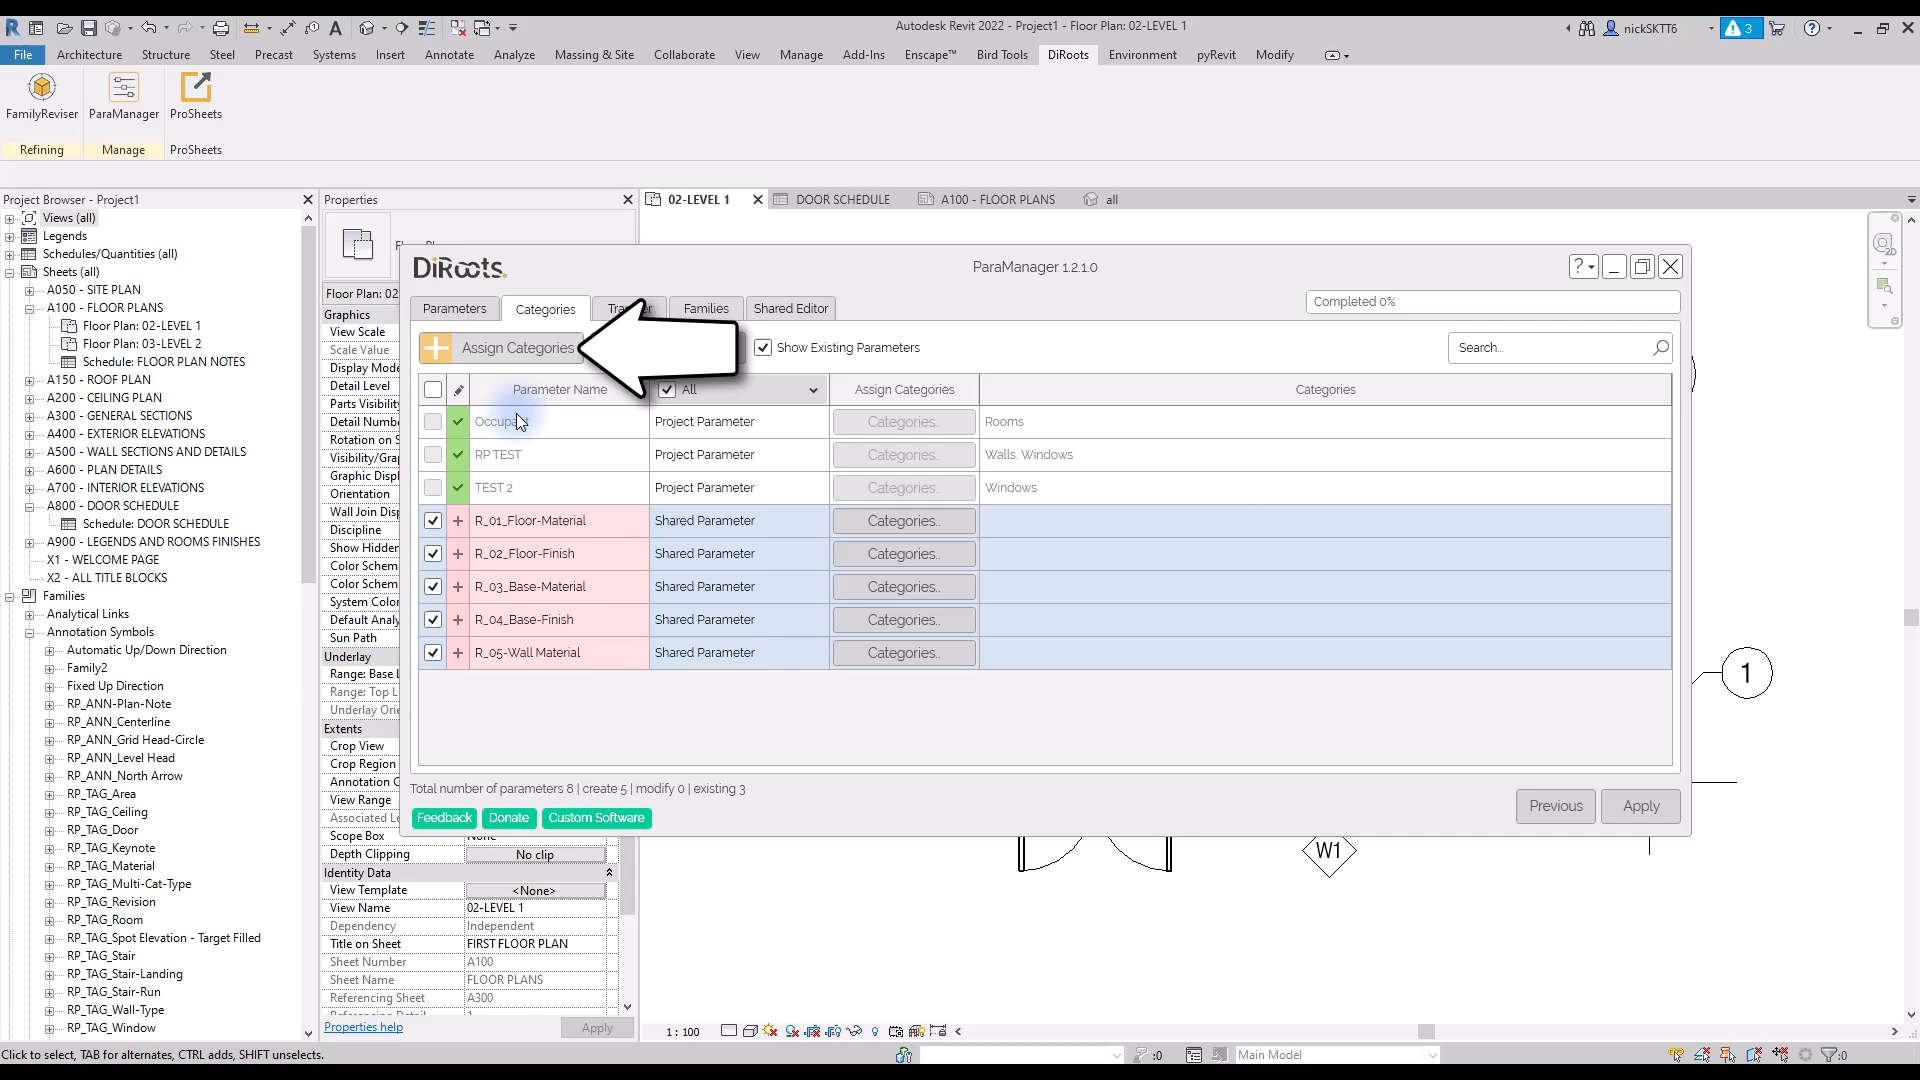 Autodesk Revit 2022 - Project1 - Floor Plan: 02-LEVEL 1
nickSKTT6
3
File Architecture Structure Steel Precast Systems Insert Annotate Analyze Massing & Site Collaborate View Manage Add-Ins Enscape™ Bird Tools DiRoots Environment pyRevit Modify
FamilyReviser ParaManager ProSheets
Refining Manage ProSheets
Project Browser - Project1
Views (all)
Legends
Schedules/Quantities (all)
Sheets (all)
A050 - SITE PLAN
A100 - FLOOR PLANS
Floor Plan: 02-LEVEL 1
Floor Plan: 03-LEVEL 2
Schedule: FLOOR PLAN NOTES
A150 - ROOF PLAN
A200 - CEILING PLAN
A300 - GENERAL SECTIONS
A400 - EXTERIOR ELEVATIONS
A500 - WALL SECTIONS AND DETAILS
A600 - PLAN DETAILS
A700 - INTERIOR ELEVATIONS
A800 - DOOR SCHEDULE
Schedule: DOOR SCHEDULE
A900 - LEGENDS AND ROOMS FINISHES
X1 - WELCOME PAGE
X2 - ALL TITLE BLOCKS
Families
Analytical Links
Annotation Symbols
Automatic Up/Down Direction
Family2
Fixed Up Direction
RP_ANN-Plan-Note
RP_ANN_Centerline
RP_ANN_Grid Head-Circle
RP_ANN_Level Head
RP_ANN_North Arrow
RP_TAG_Area
RP_TAG_Ceiling
RP_TAG_Door
RP_TAG_Keynote
RP_TAG_Material
RP_TAG_Multi-Cat-Type
RP_TAG_Revision
RP_TAG_Room
RP_TAG_Spot Elevation - Target Filled
RP_TAG_Stair
RP_TAG_Stair-Landing
RP_TAG_Stair-Run
RP_TAG_Wall-Type
RP_TAG_Window
Properties
Floor Plan: 02
Graphics
View Scale
Scale Value
Display Mode
Detail Level
Parts Visibility
Detail Numb
Rotation on S
Visibility/Gra
Graphic Displ
Orientation
Wall Join Disp
Discipline
Show Hidden
Color Schem
Color Schem
System Color
Default Analy
Sun Path
Underlay
Range: Base L
Range: Top L
Underlay Orie
Extents
Crop View
Crop Region
Annotation C
View Range
Associated Le
Scope Box None
Depth Clipping No clip
Identity Data
View Template <None>
View Name 02-LEVEL 1
Dependency Independent
Title on Sheet FIRST FLOOR PLAN
Sheet Number A100
Sheet Name FLOOR PLANS
Referencing Sheet A300
Properties help Apply
02-LEVEL 1 DOOR SCHEDULE A100 - FLOOR PLANS all
DiRoots.
ParaManager 1.2.1.0
?
Parameters Categories Families Shared Editor
Completed 0%
Assign Categories
Show Existing Parameters
Search...
Parameter Name All Assign Categories Categories
Project Parameter Categories.. Rooms
RP TEST Project Parameter Categories.. Walls, Windows
TEST 2 Project Parameter Categories.. Windows
R_01_Floor-Material Shared Parameter Categories..
R_02_Floor-Finish Shared Parameter Categories..
R_03_Base-Material Shared Parameter Categories..
R_04_Base-Finish Shared Parameter Categories..
R_05-Wall Material Shared Parameter Categories..
Total number of parameters 8 | create 5 | modify 0 | existing 3
Feedback Donate Custom Software
Previous Apply
2D
1
W1
1 : 100
Click to select, TAB for alternates, CTRL adds, SHIFT unselects.
:0
Main Model
:0